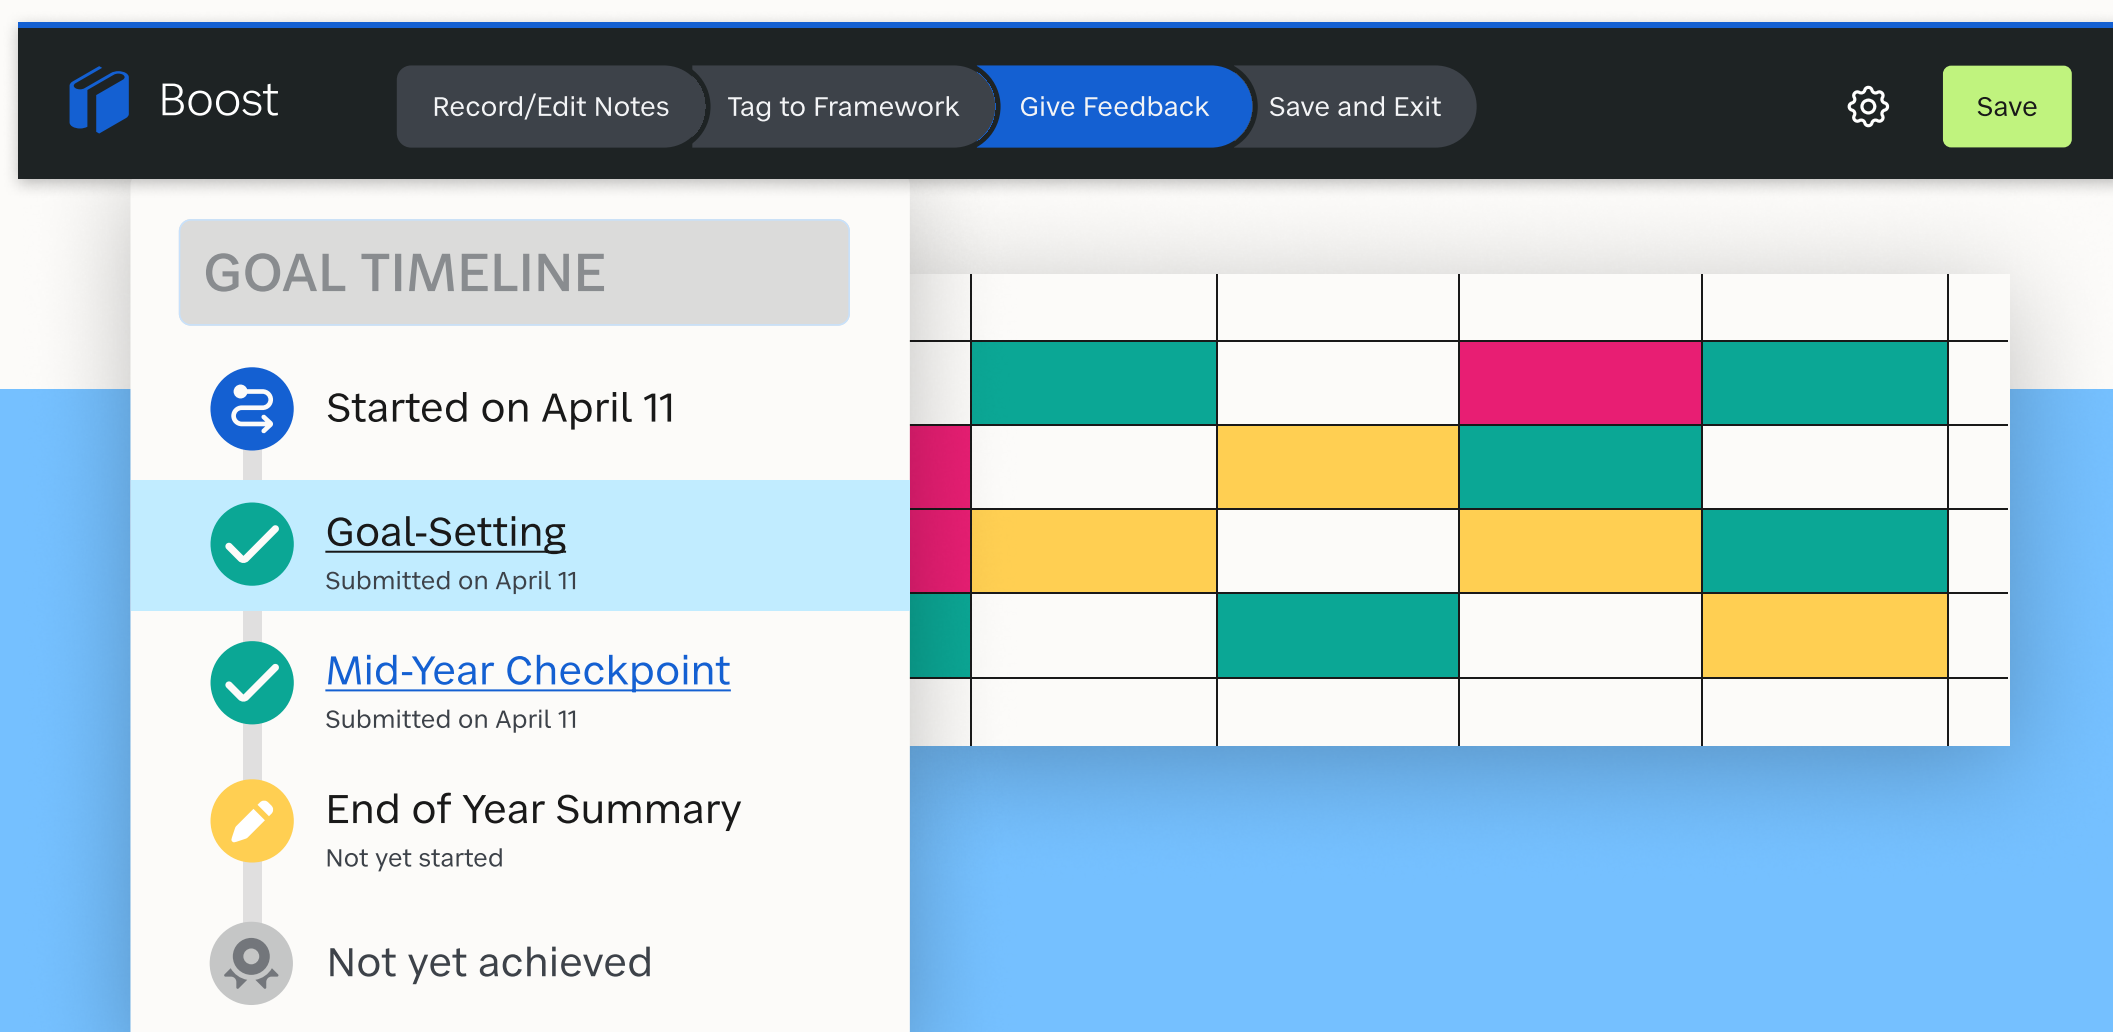 Boost
Record/Edit Notes
Tag to Framework
Give Feedback
Save and Exit
Save
GOAL TIMELINE
Started on April 11
Goal-Setting
Submitted on April 11
Mid-Year Checkpoint
Submitted on April 11
End of Year Summary
Not yet started
Not yet achieved